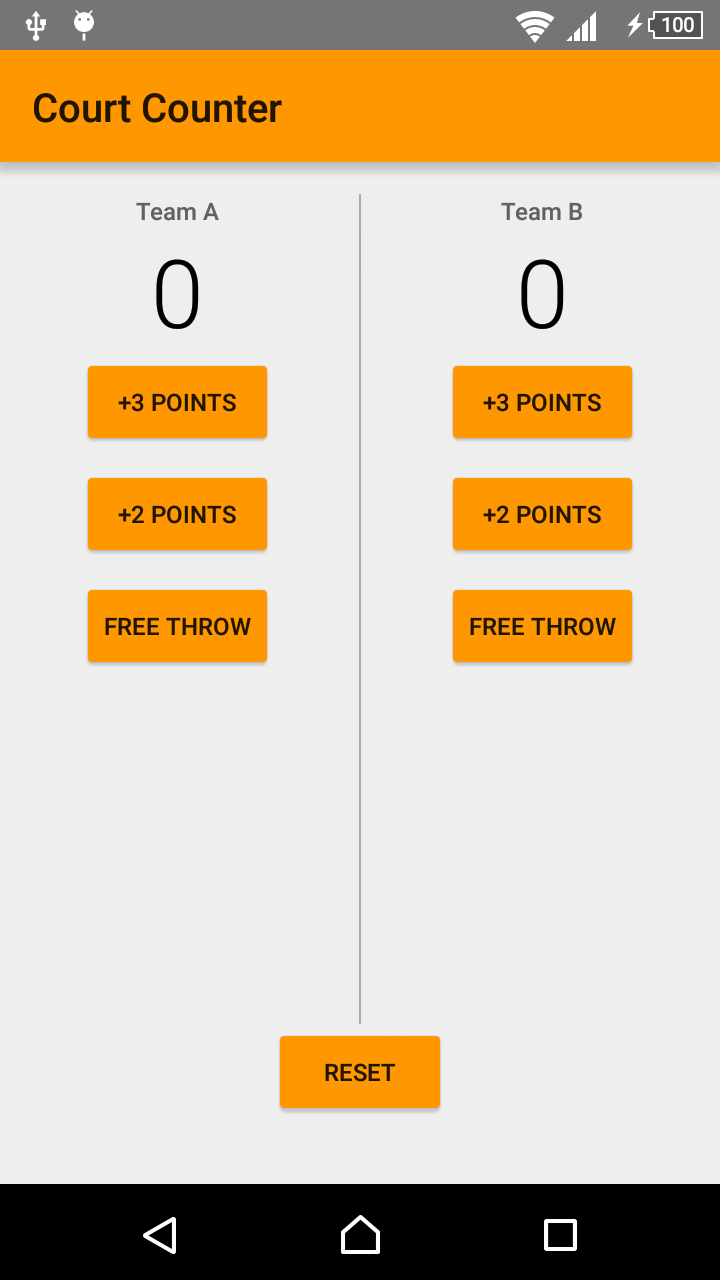 100
Court Counter
Team A
0
+3 POINTS
+2 POINTS
FREE THROW
Team B
0
+3 POINTS
+2 POINTS
FREE THROW
RESET